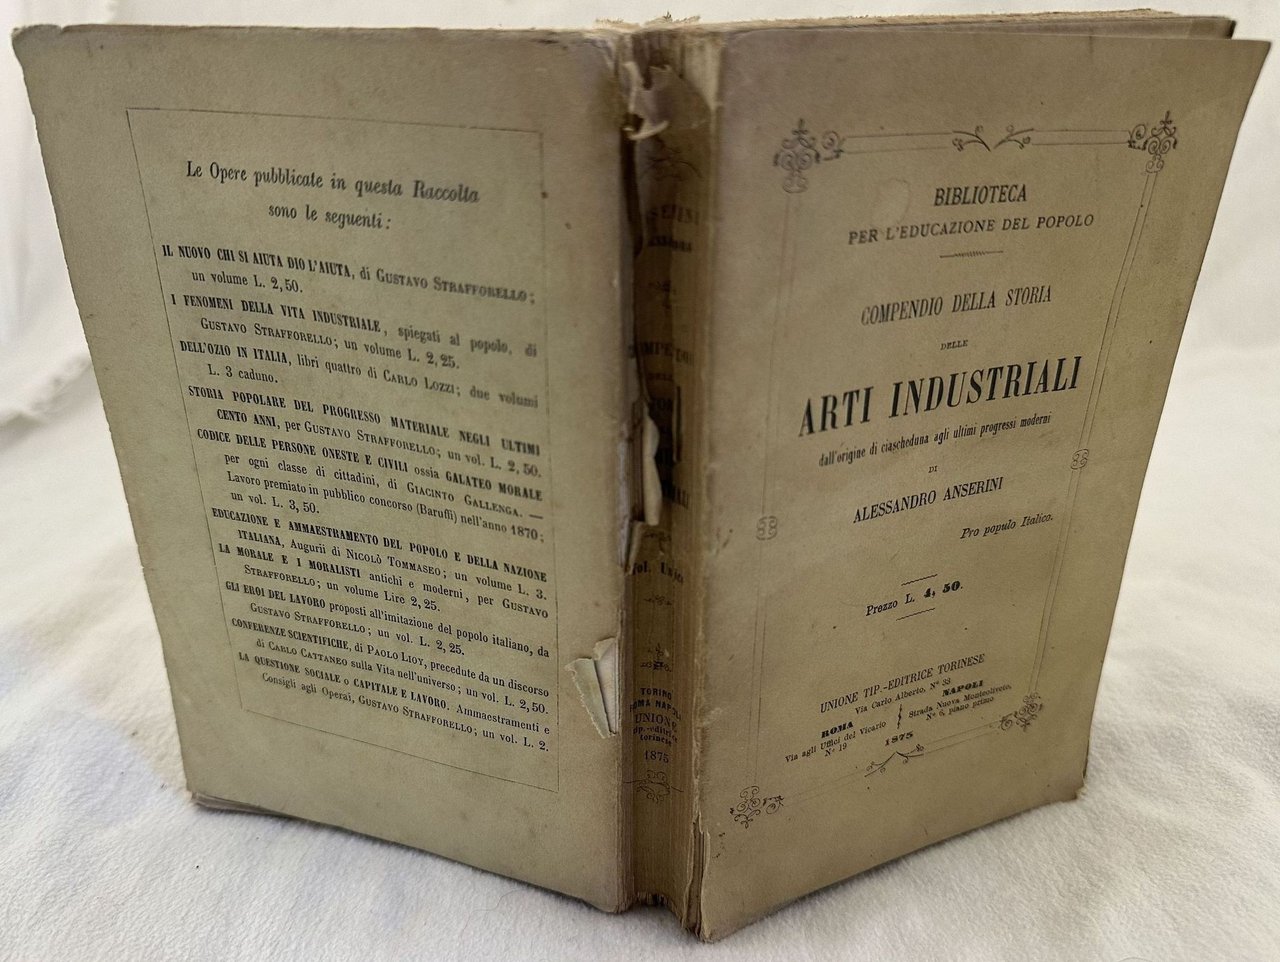 Le Opere pubblicate in questa Raccolta
sono le seguenti:
IL NUOVO CHI SI AIUTA DIO L'AIUTA, di GUSTAVO STRAFFORELLO;
un volume L. 2,50.
I FENOMENI DELLA VITA INDUSTRIALE, spiegati al popolo, di
GUSTAVO STRAFFORELLO; un volume L. 2,25.
DELL'OZIO IN ITALIA, libri quattro di CARLO LOZZI; due volumi
L. 3 caduno.
STORIA POPOLARE DEL PROGRESSO MATERIALE NEGLI ULTIMI
CENTO ANNI, per GUSTAVO STRAFFORELLO; un vol. L. 2,50.
CODICE DELLE PERSONE ONESTE E CIVILI ossia GALATEO MORALE
per ogni classe di cittadini, di GIACINTO GALLENGA. —
Lavoro premiato in pubblico concorso (Baruffi) nell'anno 1870;
un vol. L. 3,50.
EDUCAZIONE E AMMAESTRAMENTO DEL POPOLO E DELLA NAZIONE
ITALIANA, Augurii di NICOLÒ TOMMASEO; un volume L. 3.
LA MORALE E I MORALISTI antichi e moderni, per GUSTAVO
STRAFFORELLO; un volume Lire 2,25.
GLI EROI DEL LAVORO proposti all'imitazione del popolo italiano, da
GUSTAVO STRAFFORELLO; un vol. L. 2,25.
CONFERENZE SCIENTIFICHE, di PAOLO LIOY, precedute da un discorso
di CARLO CATTANEO sulla Vita nell'universo; un vol. L. 2,50.
LA QUESTIONE SOCIALE o CAPITALE E LAVORO. Ammaestramenti e
Consigli agli Operai, GUSTAVO STRAFFORELLO; un vol. L. 2.
Vol. Unico
TORINO
ROMA NAPOLI
UNIONE
tip.-editrice
torinese
1875
BIBLIOTECA
PER L'EDUCAZIONE DEL POPOLO
COMPENDIO DELLA STORIA
DELLE
ARTI INDUSTRIALI
dall'origine di ciascheduna agli ultimi progressi moderni
DI
ALESSANDRO ANSERINI
Pro populo Italico.
Prezzo L. 4, 50.
UNIONE TIP.-EDITRICE TORINESE
Via Carlo Alberto, N° 33
ROMA
Via agli Uffici del Vicario
N° 19
NAPOLI
Strada Nuova Monteoliveto,
N° 6, piano primo
1875